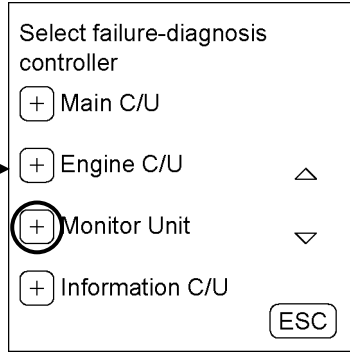 Select failure-diagnosis
controller
+ Main C/U
+ Engine C/U
+ Monitor Unit
+ Information C/U
ESC